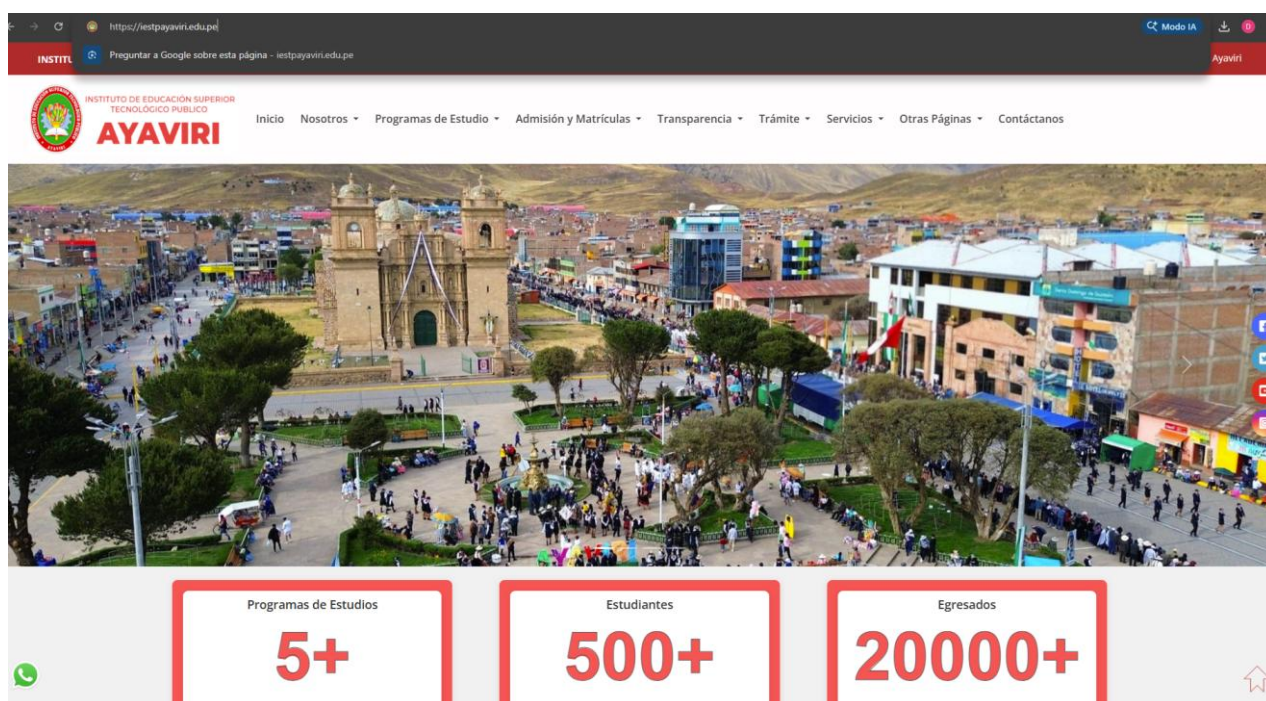 https://iestpayaviri.edu.pe
Modo IA
D
Preguntar a Google sobre esta página - iestpayaviri.edu.pe
Ayaviri
INSTITUTO DE EDUCACIÓN SUPERIOR
TECNOLÓGICO PUBLICO
AYAVIRI
Inicio Nosotros Programas de Estudio Admisión y Matrículas Transparencia Trámite Servicios Otras Páginas Contáctanos
Programas de Estudios
5+
Estudiantes
500+
Egresados
20000+